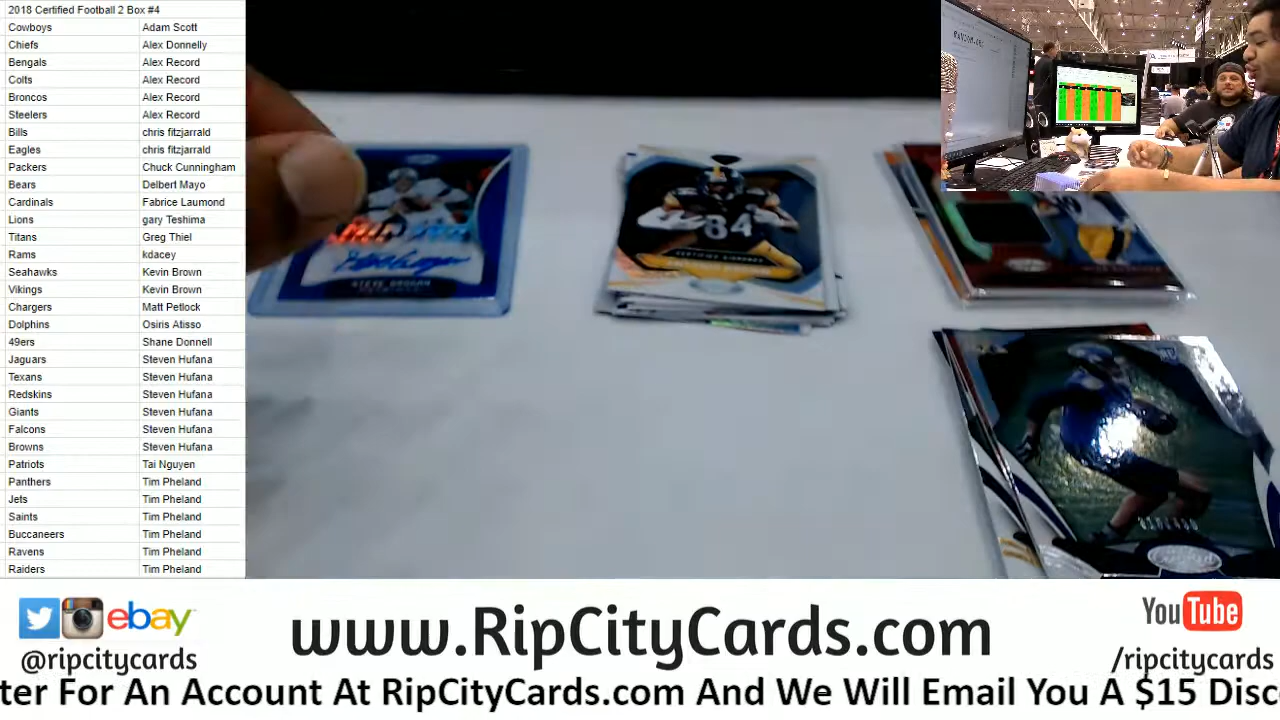 2018 Certified Football 2 Box #4
Cowboys Adam Scott
Chiefs Alex Donnelly
Bengals Alex Record
Colts Alex Record
Broncos Alex Record
Steelers Alex Record
Bills chris fitzjarrald
Eagles chris fitzjarrald
Packers Chuck Cunningham
Bears Delbert Mayo
Cardinals Fabrice Laumond
Lions gary Teshima
Titans Greg Thiel
Rams kdacey
Seahawks Kevin Brown
Vikings Kevin Brown
Chargers Matt Petlock
Dolphins Osiris Atisso
49ers Shane Donnell
Jaguars Steven Hufana
Texans Steven Hufana
Redskins Steven Hufana
Giants Steven Hufana
Falcons Steven Hufana
Browns Steven Hufana
Patriots Tai Nguyen
Panthers Tim Pheland
Jets Tim Pheland
Saints Tim Pheland
Buccaneers Tim Pheland
Ravens Tim Pheland
Raiders Tim Pheland
STEVE GROGAN
84
ebay
@ripcitycards
www.RipCityCards.com
YouTube
/ripcitycards
ter For An Account At RipCityCards.com And We Will Email You A $15 Disc